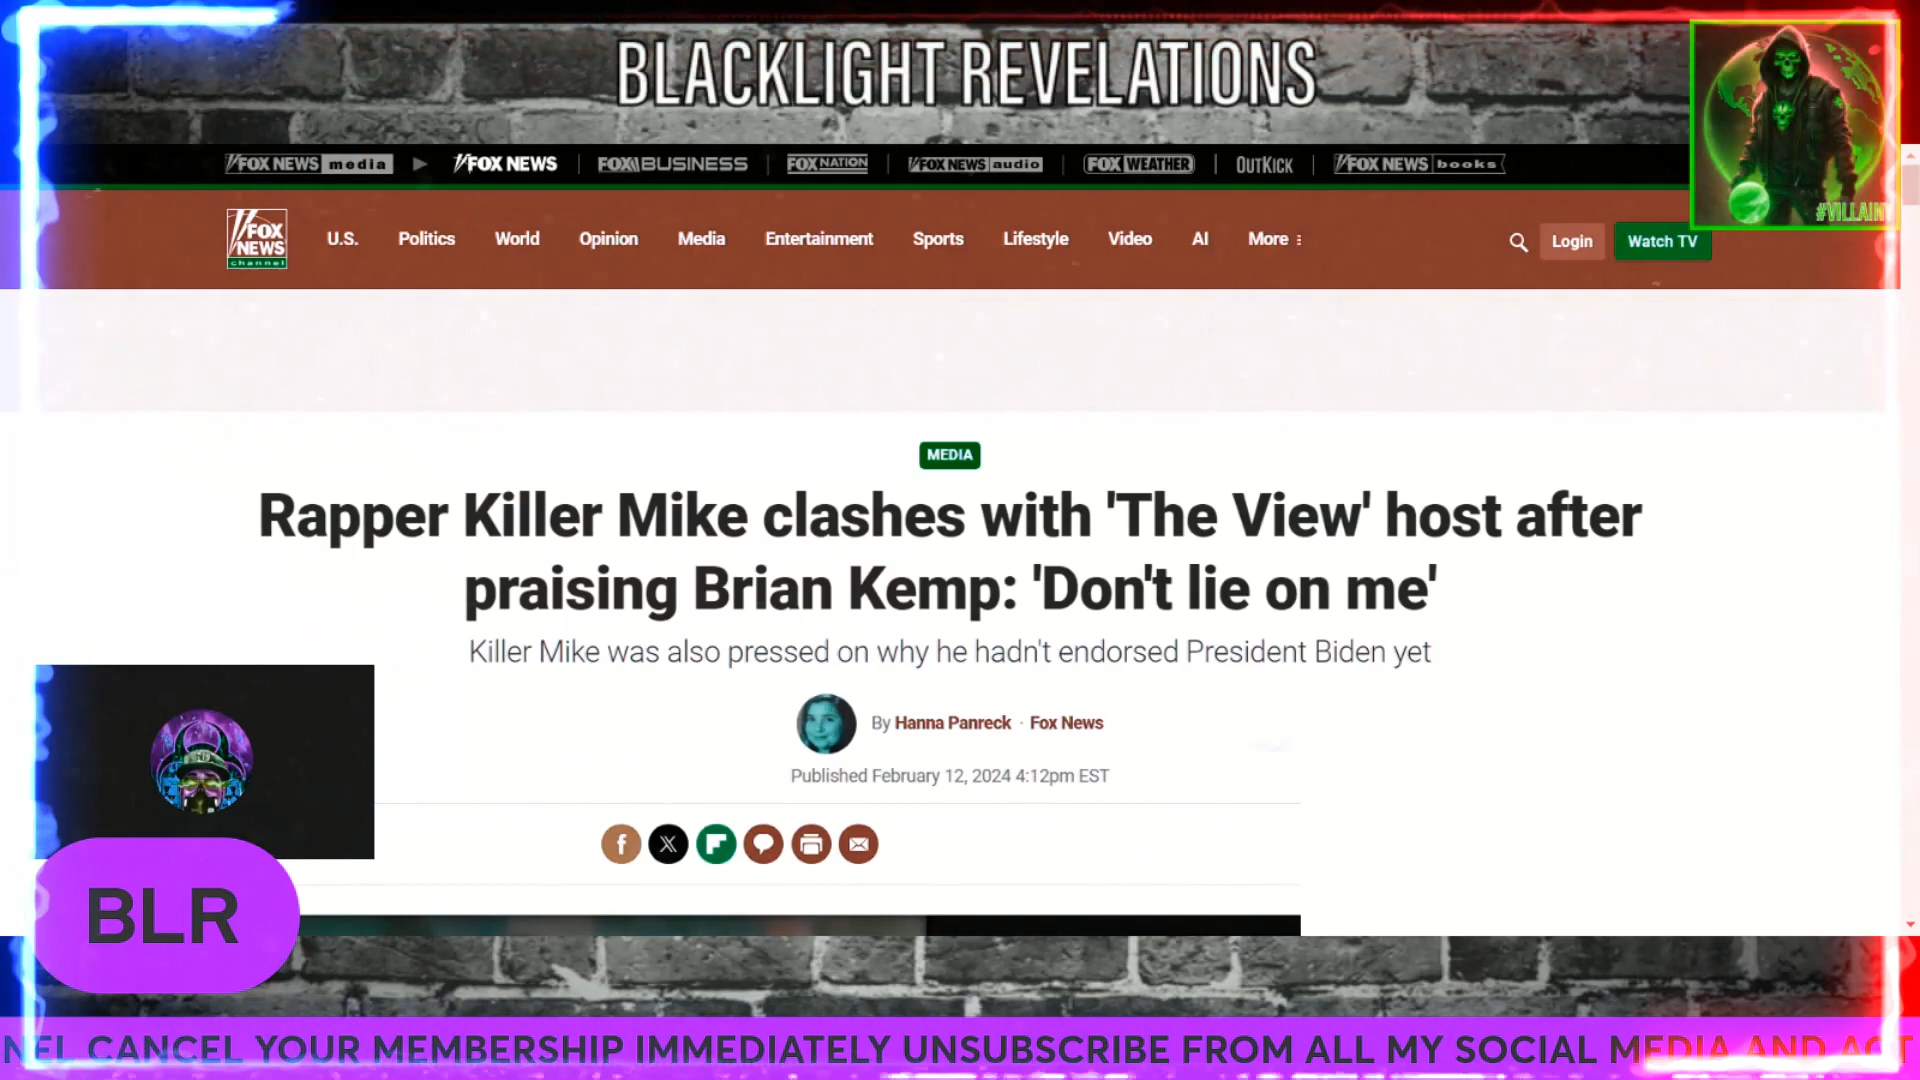 BLACKLIGHT REVELATIONS
FOX NEWS media
FOX NEWS
FOX BUSINESS
FOX NATION
FOX NEWS audio
FOX WEATHER
OUTKICK
FOX NEWS books
#VILLAINY
FOX
NEWS
channel
U.S.
Politics
World
Opinion
Media
Entertainment
Sports
Lifestyle
Video
AI
More
Login
Watch TV
MEDIA
Rapper Killer Mike clashes with 'The View' host after
praising Brian Kemp: 'Don't lie on me'
Killer Mike was also pressed on why he hadn't endorsed President Biden yet
By Hanna Panreck · Fox News
Published February 12, 2024 4:12pm EST
BLR
CANCEL YOUR MEMBERSHIP IMMEDIATELY UNSUBSCRIBE FROM ALL MY SOCIAL MEDIA AND ACT